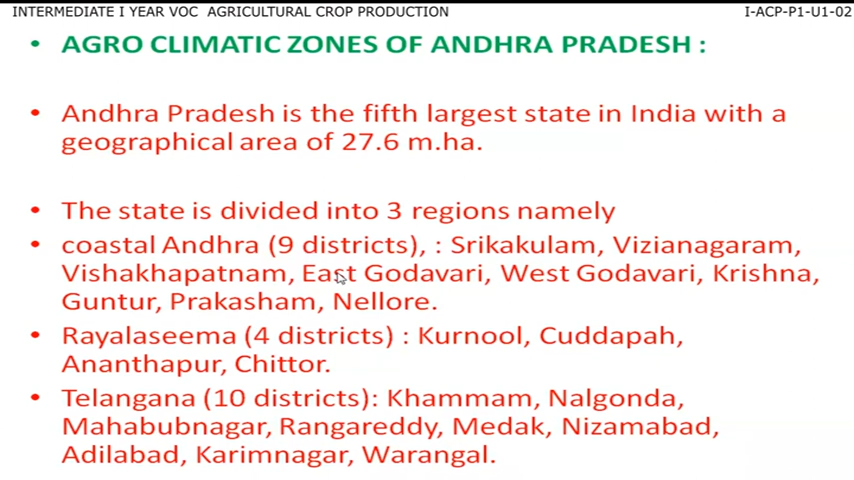 INTERMEDIATE I YEAR VOC AGRICULTURAL CROP PRODUCTION
I-ACP-P1-U1-02
• AGRO CLIMATIC ZONES OF ANDHRA PRADESH :
• Andhra Pradesh is the fifth largest state in India with a
geographical area of 27.6 m.ha.
• The state is divided into 3 regions namely
• coastal Andhra (9 districts), : Srikakulam, Vizianagaram,
Vishakhapatnam, East Godavari, West Godavari, Krishna,
Guntur, Prakasham, Nellore.
• Rayalaseema (4 districts) : Kurnool, Cuddapah,
Ananthapur, Chittor.
• Telangana (10 districts): Khammam, Nalgonda,
Mahabubnagar, Rangareddy, Medak, Nizamabad,
Adilabad, Karimnagar, Warangal.